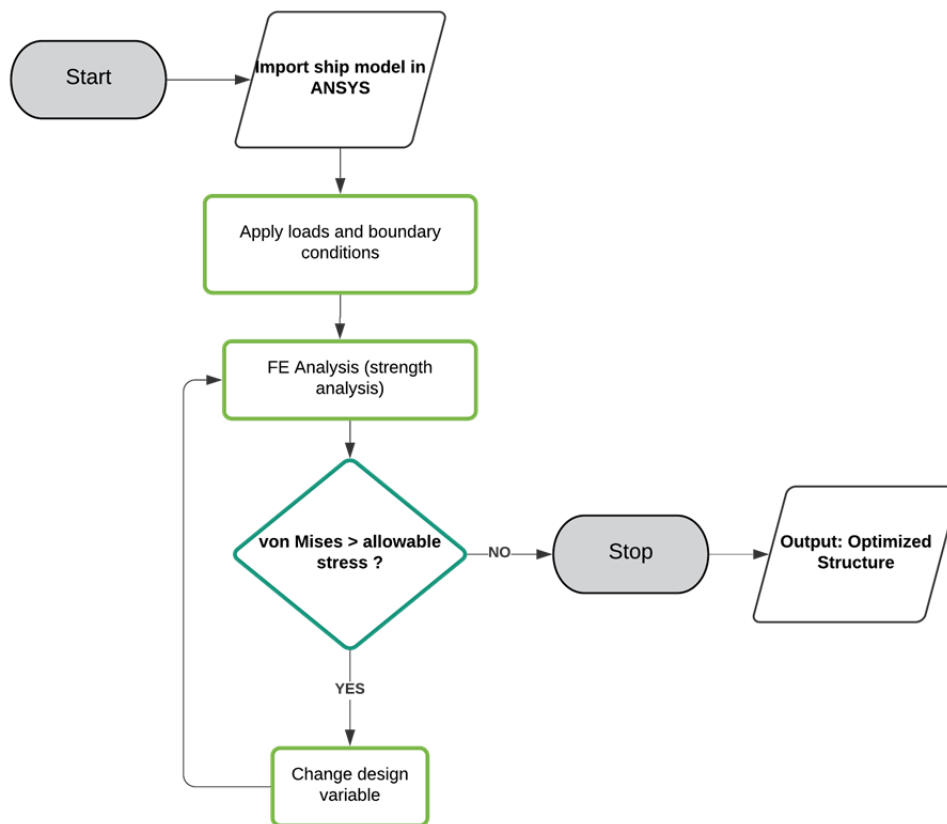 Start
Import ship model in
ANSYS
Apply loads and boundary
conditions
FE Analysis (strength
analysis)
von Mises > allowable
stress ?
NO
Stop
Output: Optimized
Structure
YES
Change design
variable